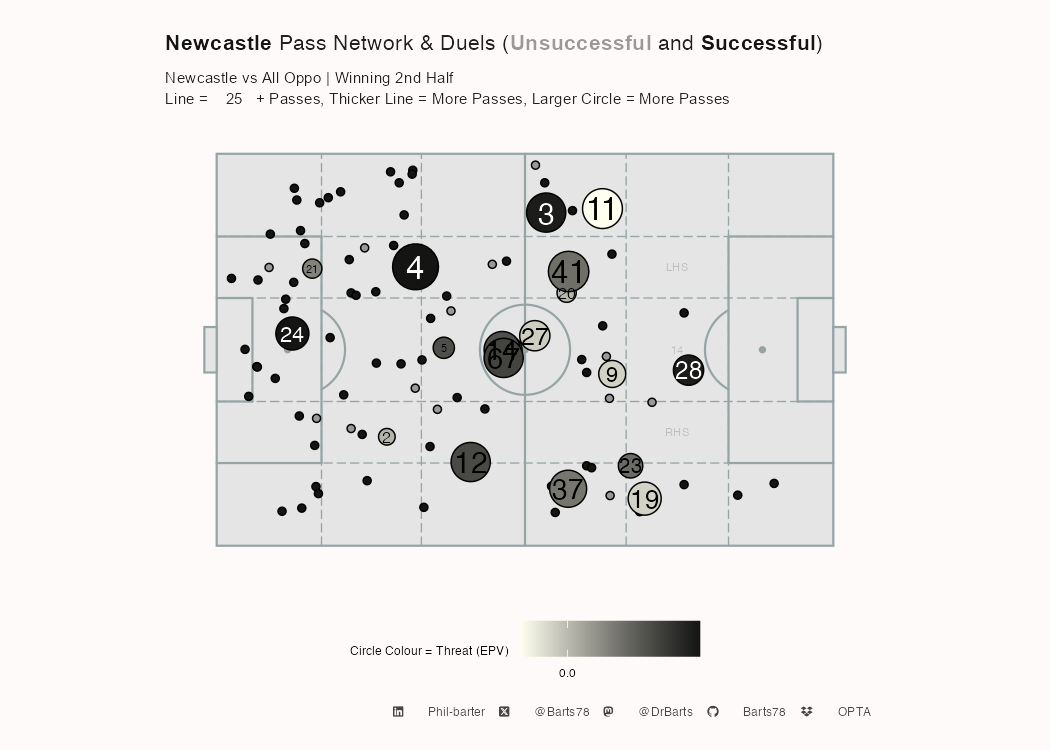 Newcastle Pass Network & Duels (Unsuccessful and Successful)
Newcastle vs All Oppo | Winning 2nd Half
Line = 25 + Passes, Thicker Line = More Passes, Larger Circle = More Passes
3
11
21
4
41
LHS
20
24
5
67
27
14
9
28
2
RHS
12
23
37
19
Circle Colour = Threat (EPV)
0.0
Phil-barter @Barts78 @DrBarts Barts78 OPTA